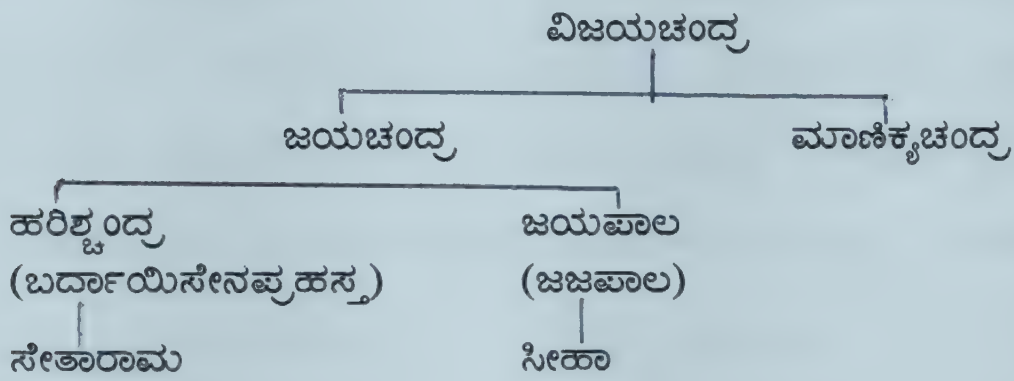 ವಿಜಯಚಂದ್ರ
ಜಯಚಂದ್ರ ಮಾಣಿಕ್ಯಚಂದ್ರ
ಹರಿಶ್ಚಂದ್ರ ಜಯಪಾಲ
(ಬರ್ದಾಯಿಸೇನಪ್ರಹಸ್ತ) (ಜಜಪಾಲ)
ಸೇತಾರಾಮ ಸೀಹಾ